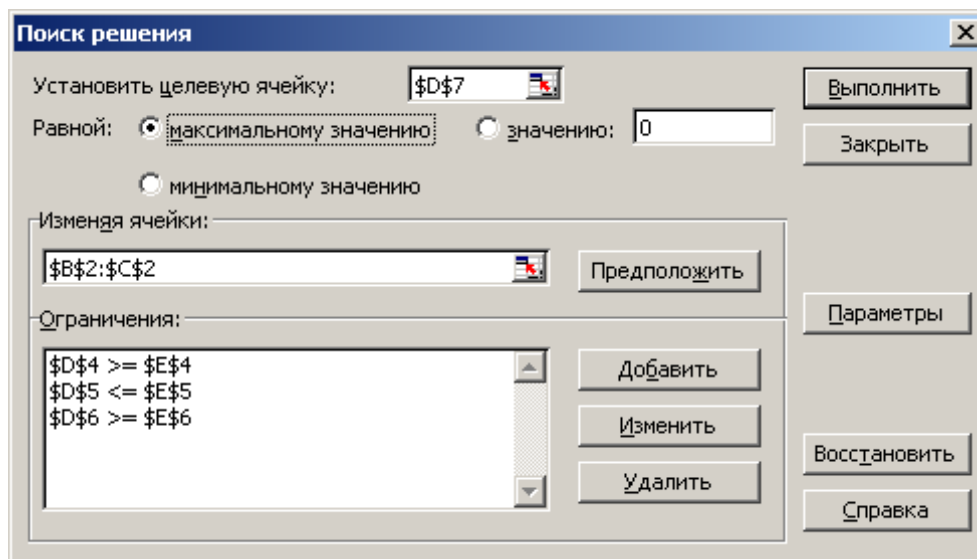 Поиск решения
Установить целевую ячейку: $D$7
Выполнить
Равной: максимальному значению значению: 0
Закрыть
минимальному значению
Изменяя ячейки:
$B$2:$C$2
Предположить
Ограничения:
Параметры
$D$4 >= $E$4
$D$5 <= $E$5
$D$6 >= $E$6
Добавить
Изменить
Удалить
Восстановить
Справка